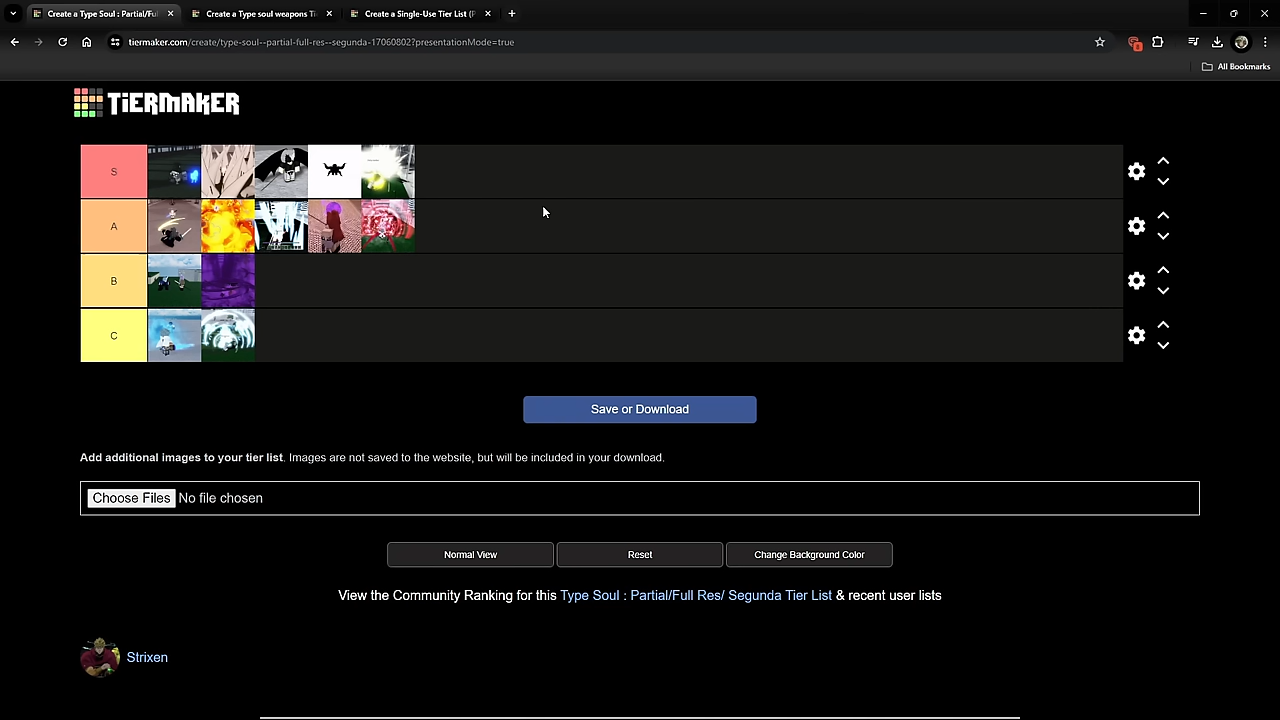 Create a Type Soul : Partial/Ful
Create a Type soul weapons Ti
Create a Single-Use Tier List (P
tiermaker.com/create/type-soul--partial-full-res--segunda-17060802?presentationMode=true
All Bookmarks
TiERMAKER
S
A
B
C
Save or Download
Add additional images to your tier list. Images are not saved to the website, but will be included in your download.
Choose Files No file chosen
Normal View
Reset
Change Background Color
View the Community Ranking for this Type Soul : Partial/Full Res/ Segunda Tier List & recent user lists
Strixen